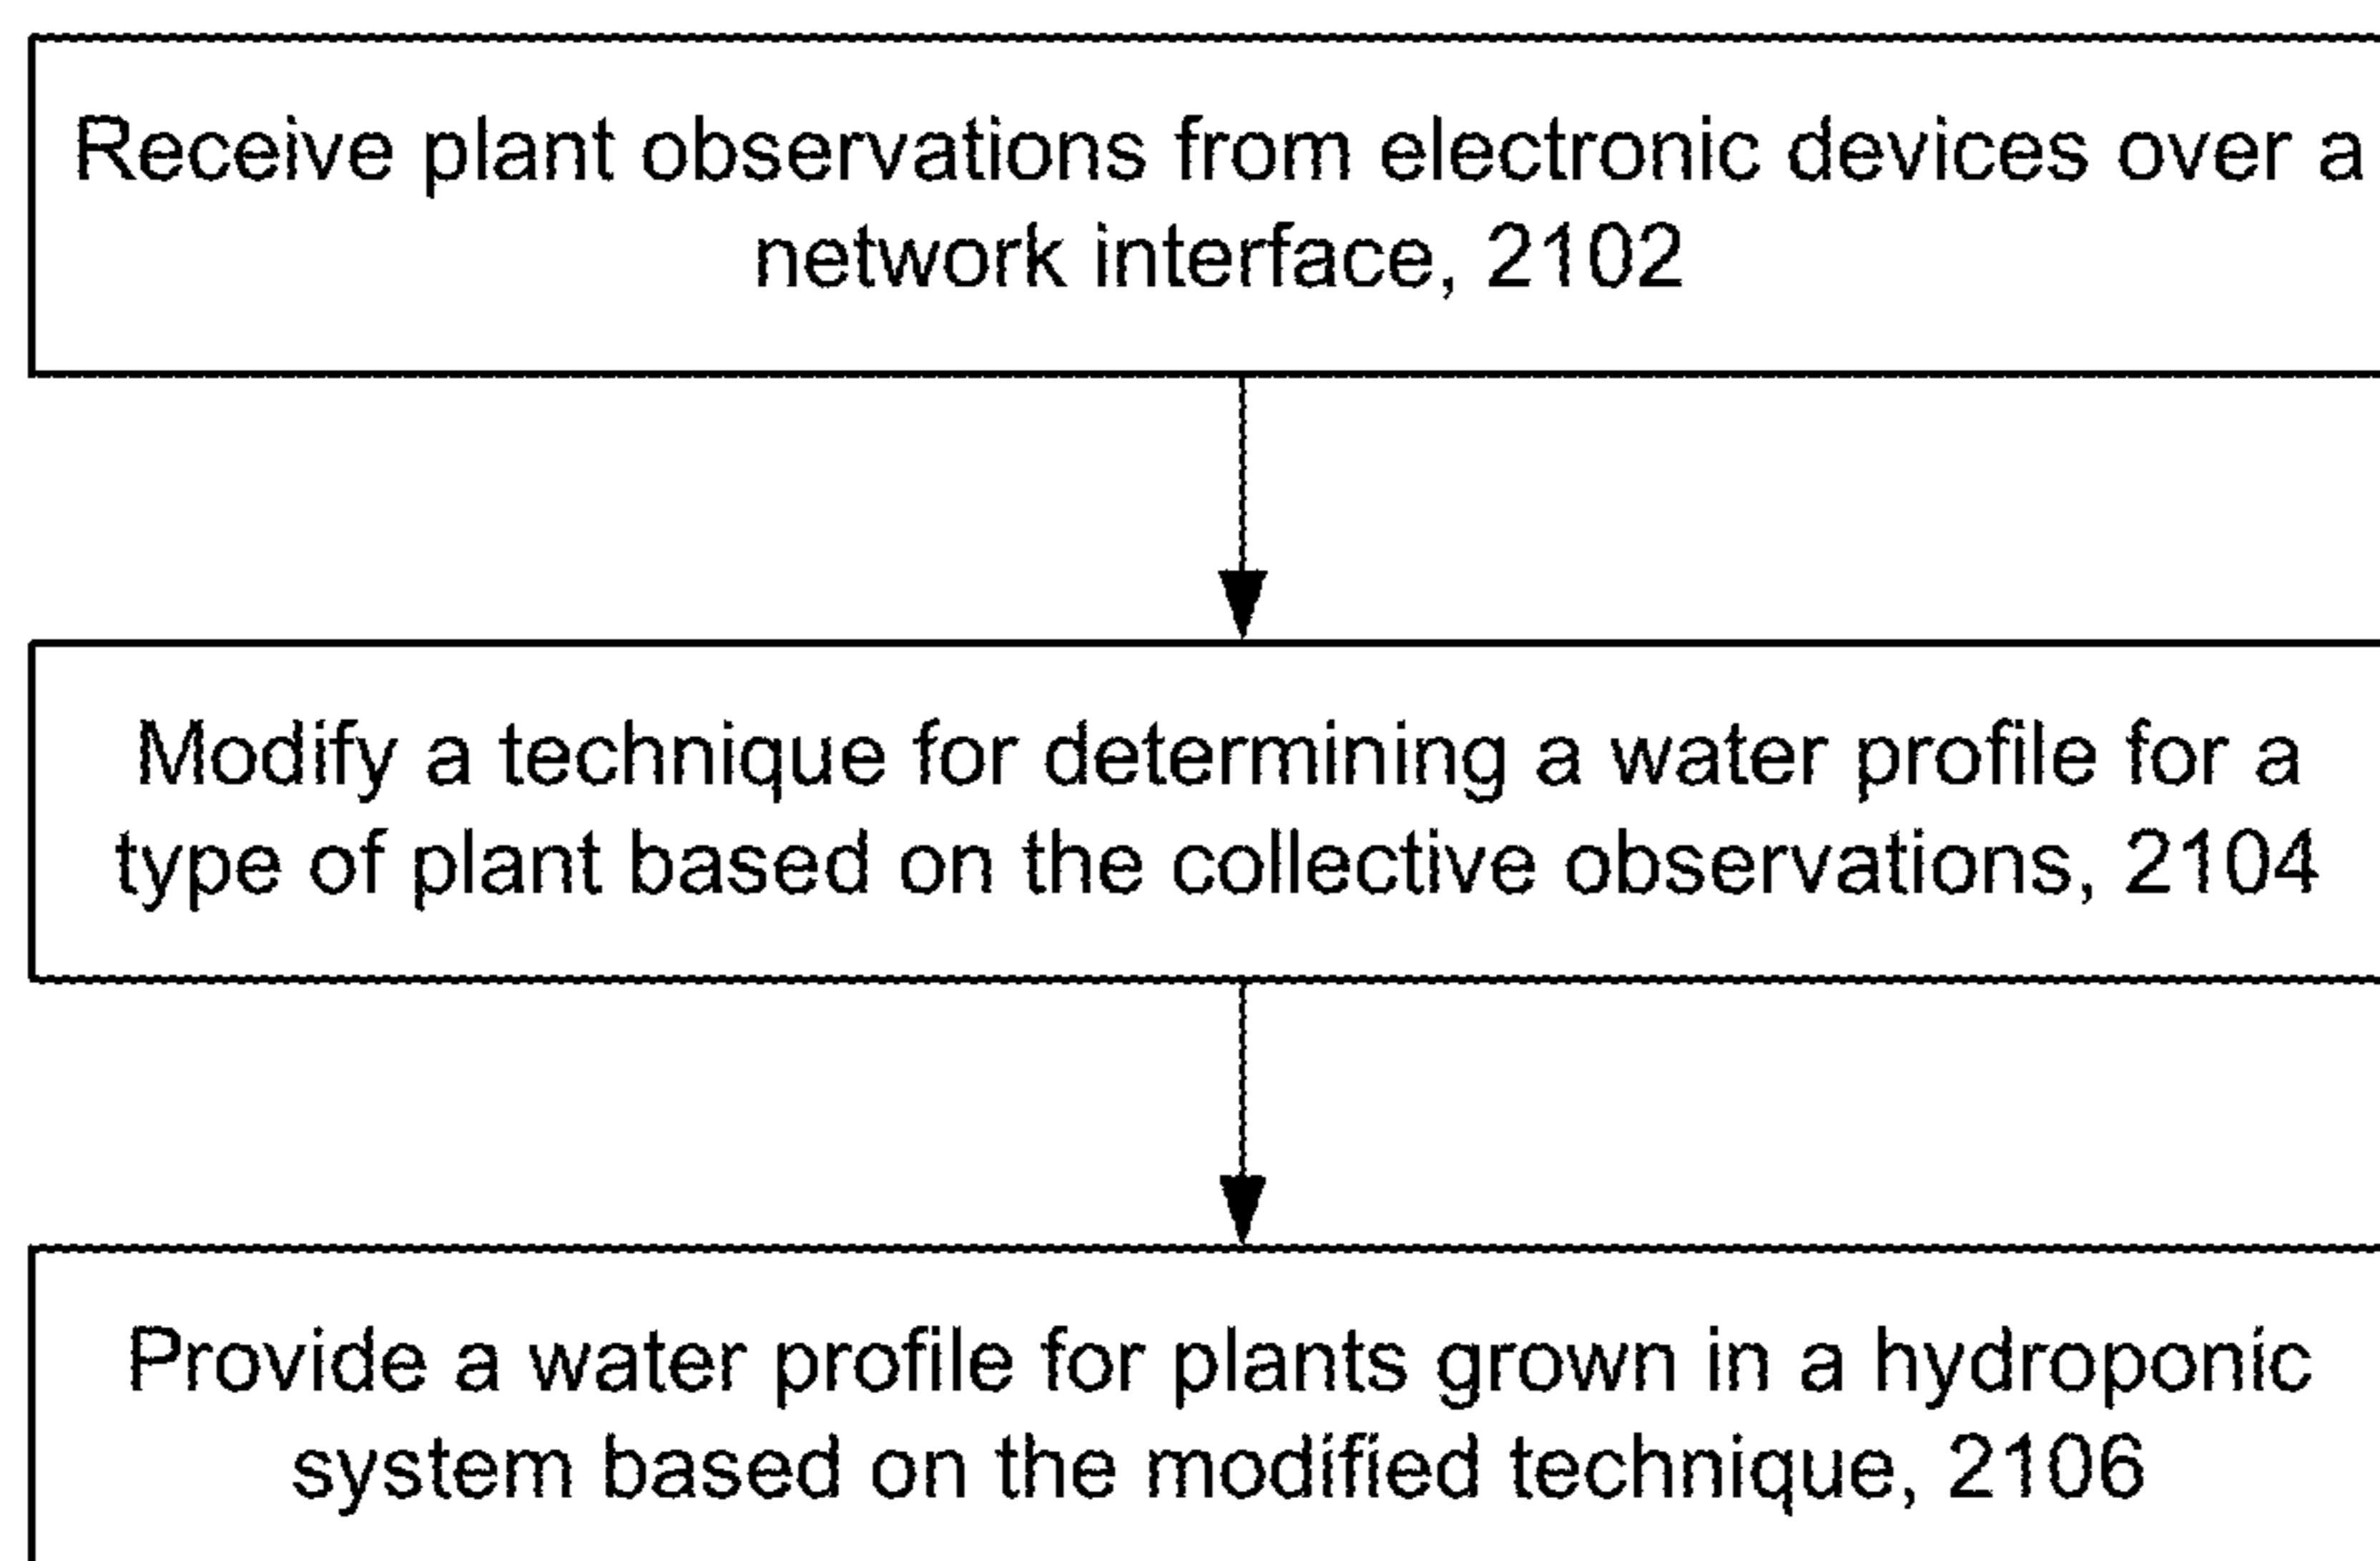 Receive plant observations from electronic devices over a
network interface, 2102
Modify a technique for determining a water profile for a
type of plant based on the collective observations, 2104
Provide a water profile for plants grown in a hydroponic
system based on the modified technique, 2106